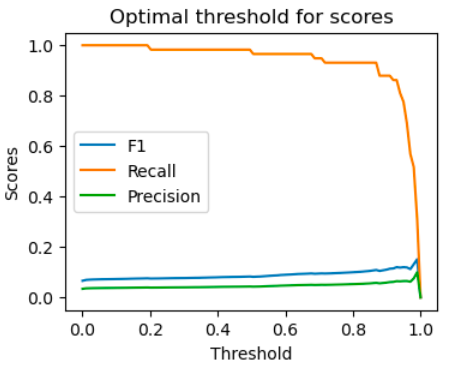 Optimal threshold for scores
1.0
0.8
0.6
0.4
0.2
0.0
Scores
F1
Recall
Precision
0.0 0.2 0.4 0.6 0.8 1.0
Threshold